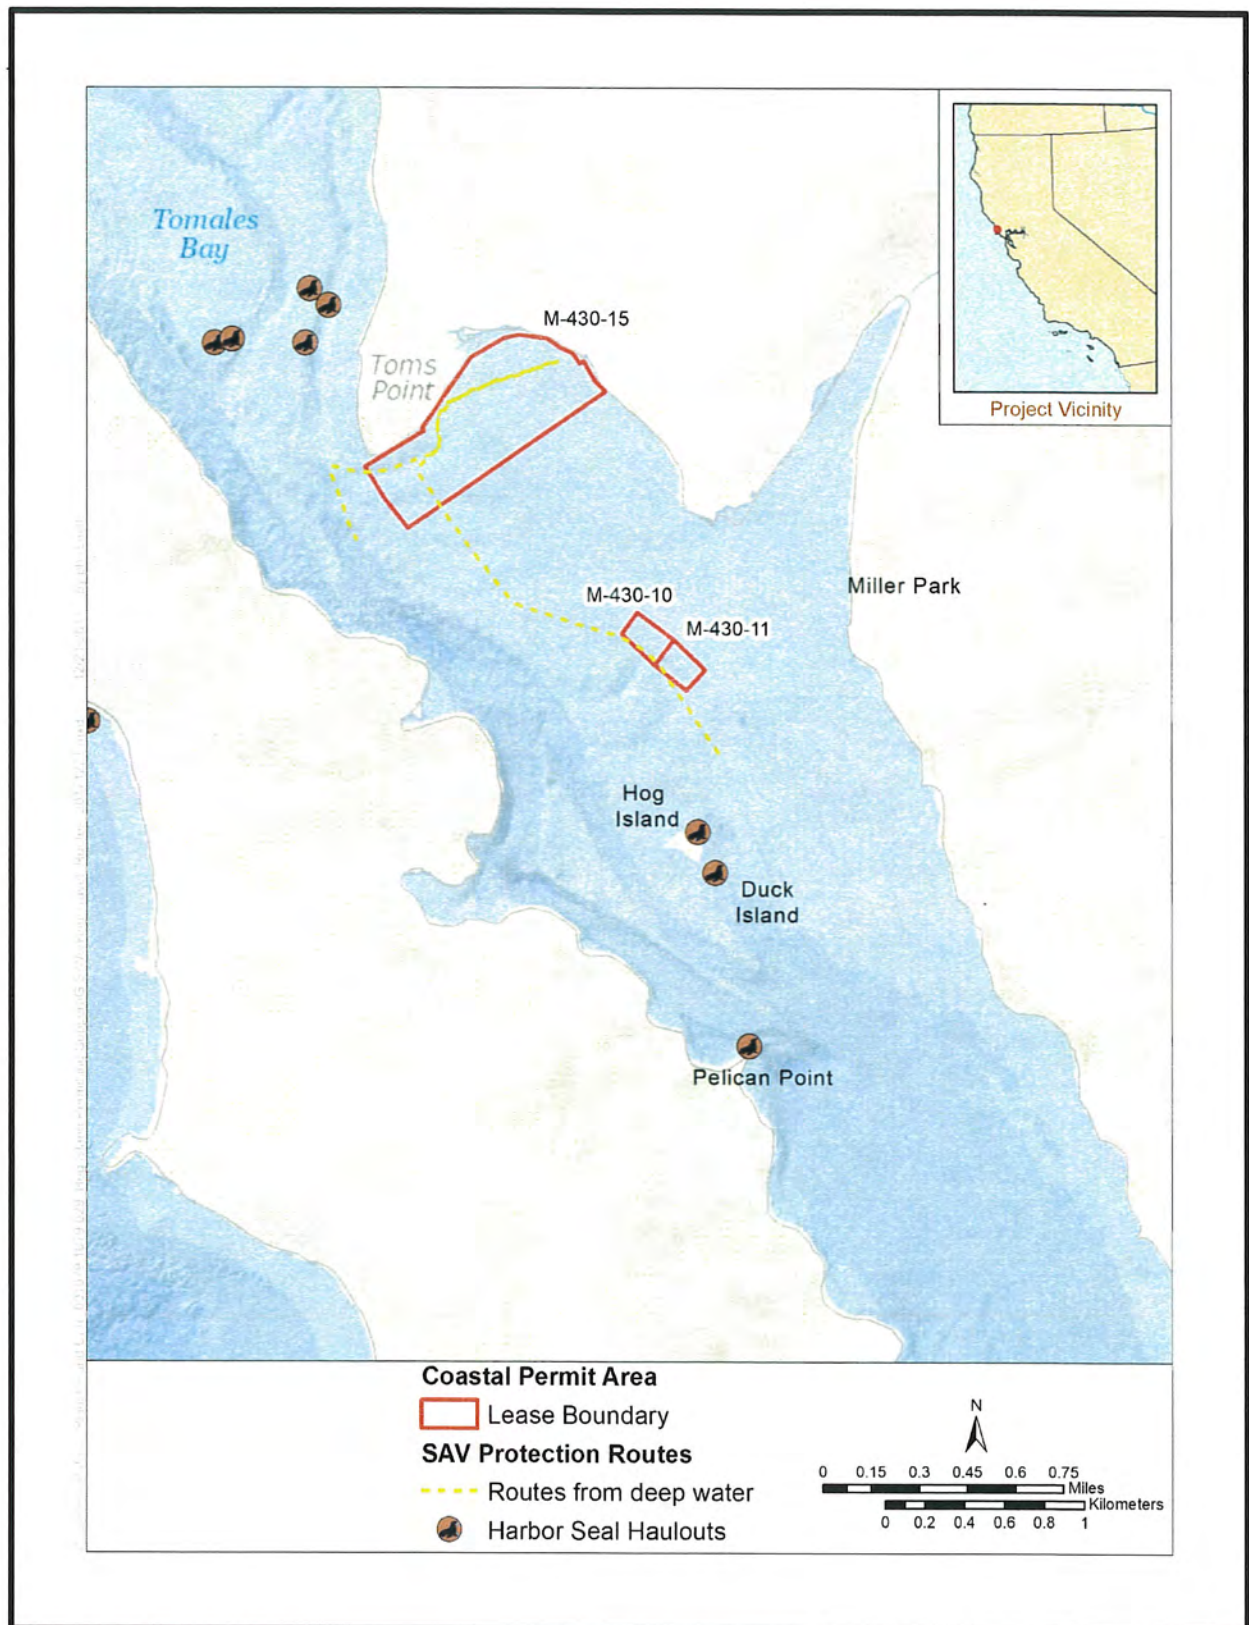 Tomales
Bay
M-430-15
Toms
Point
Project Vicinity
Miller Park
M-430-10
M-430-11
Hog
Island
Duck
Island
Pelican Point
Coastal Permit Area
Lease Boundary
SAV Protection Routes
Routes from deep water
Harbor Seal Haulouts
N
0 0.15 0.3 0.45 0.6 0.75
Miles
Kilometers
0 0.2 0.4 0.6 0.8 1